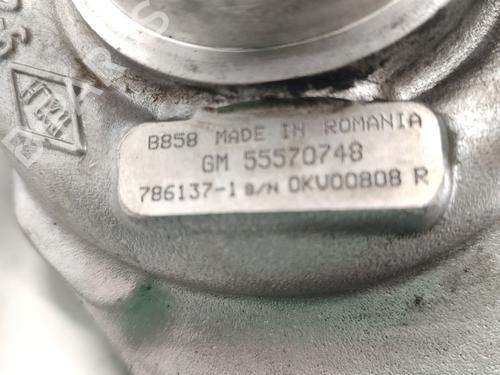 B858 MADE IN ROMANIA
GM 55570748
786137-1 S/N 0KV00808 R